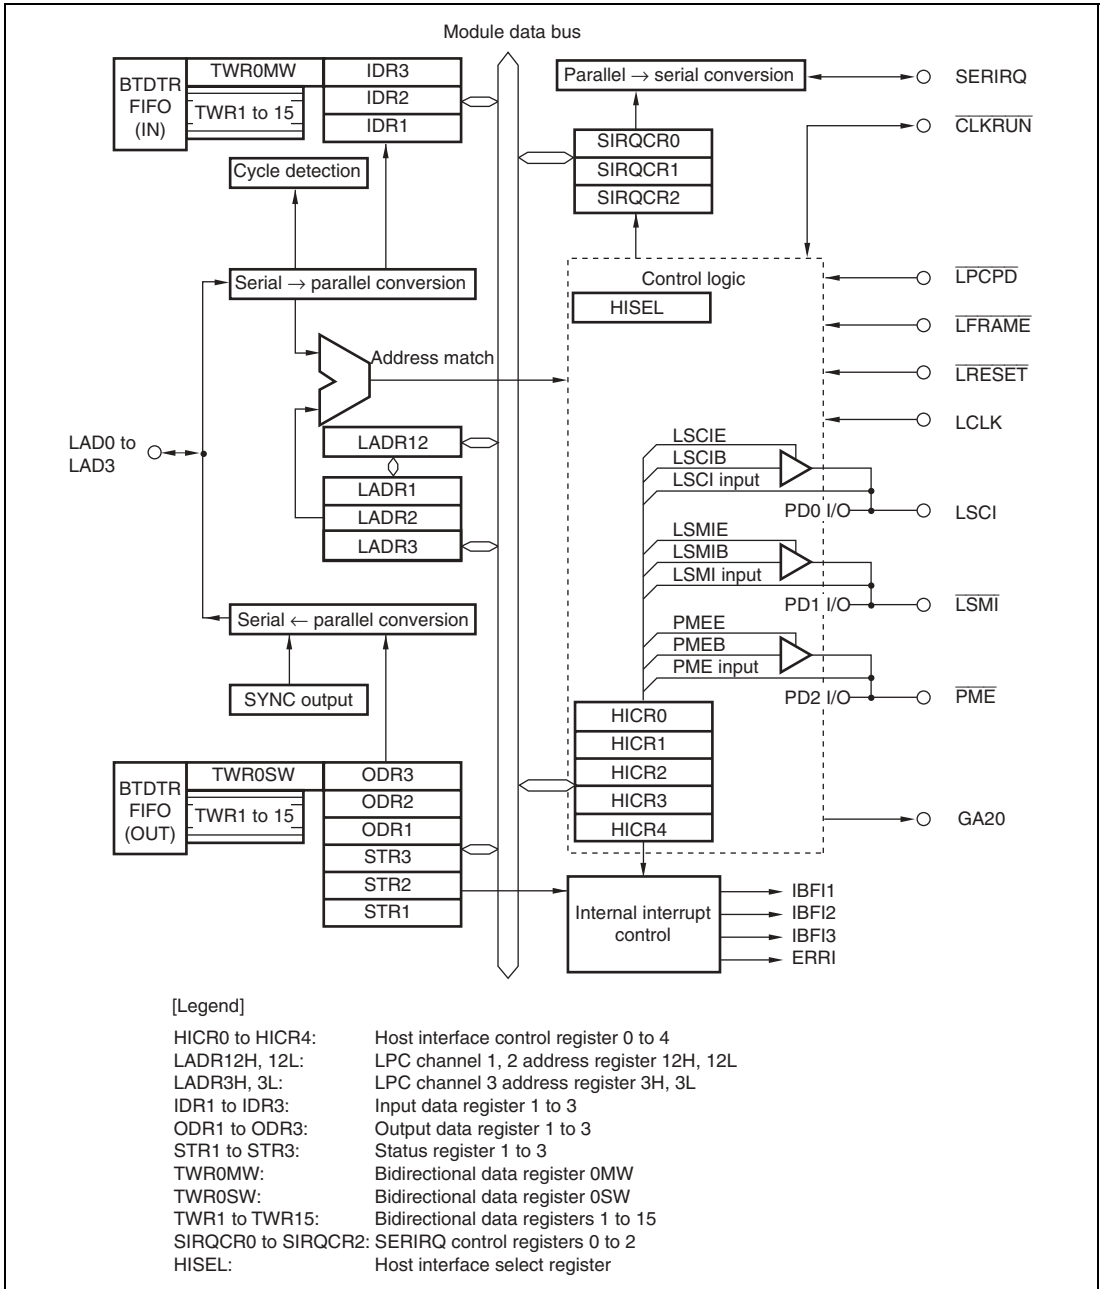 Module data bus
BTDTR
FIFO
(IN)
TWR0MW
TWR1 to 15
IDR3
IDR2
IDR1
Parallel → serial conversion
SERIRQ
CLKRUN
SIRQCR0
SIRQCR1
SIRQCR2
Cycle detection
Serial → parallel conversion
Control logic
HISEL
LPCPD
LFRAME
LRESET
LCLK
Address match
LAD0 to
LAD3
LADR12
LADR1
LADR2
LADR3
LSCIE
LSCIB
LSCI input
PD0 I/O
LSCI
LSMIE
LSMIB
LSMI input
PD1 I/O
LSMI
PMEE
PMEB
PME input
PD2 I/O
PME
Serial ← parallel conversion
SYNC output
HICR0
HICR1
HICR2
HICR3
HICR4
BTDTR
FIFO
(OUT)
TWR0SW
TWR1 to 15
ODR3
ODR2
ODR1
STR3
STR2
STR1
GA20
Internal interrupt
control
IBFI1
IBFI2
IBFI3
ERRI
[Legend]
HICR0 to HICR4: Host interface control register 0 to 4
LADR12H, 12L: LPC channel 1, 2 address register 12H, 12L
LADR3H, 3L: LPC channel 3 address register 3H, 3L
IDR1 to IDR3: Input data register 1 to 3
ODR1 to ODR3: Output data register 1 to 3
STR1 to STR3: Status register 1 to 3
TWR0MW: Bidirectional data register 0MW
TWR0SW: Bidirectional data register 0SW
TWR1 to TWR15: Bidirectional data registers 1 to 15
SIRQCR0 to SIRQCR2: SERIRQ control registers 0 to 2
HISEL: Host interface select register